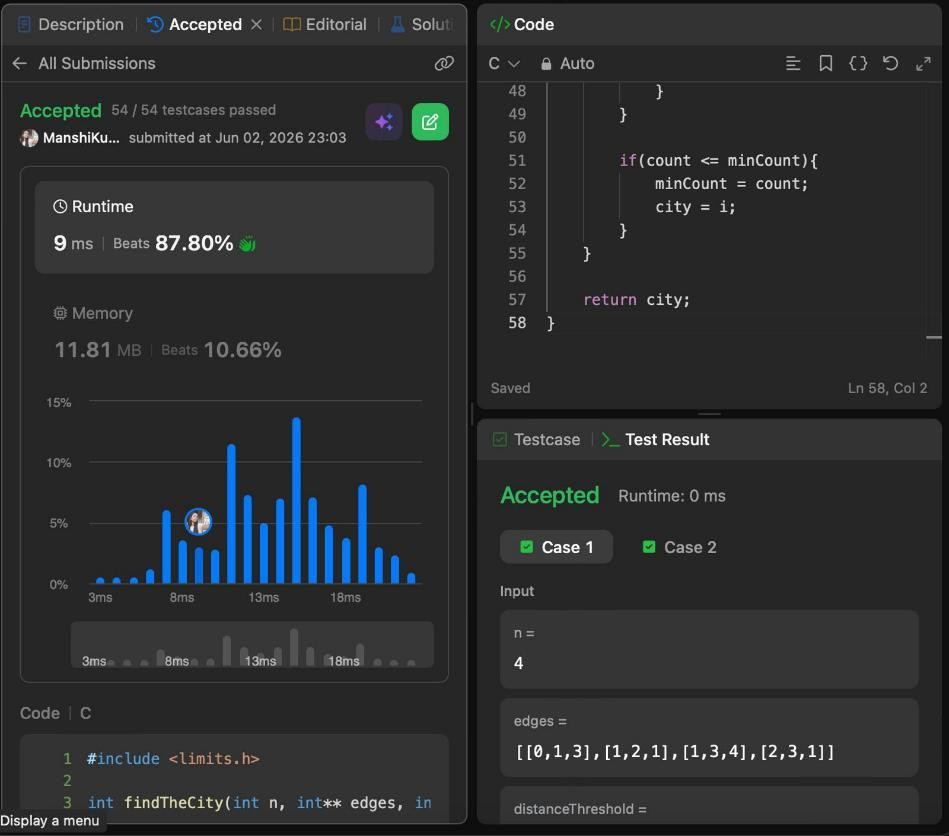 Description
Accepted
Editorial
Soluti
All Submissions
Accepted 54 / 54 testcases passed
ManshiKu... submitted at Jun 02, 2026 23:03
Runtime
9 ms | Beats 87.80%
Memory
11.81 MB | Beats 10.66%
15%
10%
5%
0%
3ms 8ms 13ms 18ms
3ms 8ms 13ms 18ms
Code | C
1 #include <limits.h>
2
3 int findTheCity(int n, int** edges, in
Display a menu
</> Code
C Auto
48 }
49 }
50
51 if(count <= minCount){
52 minCount = count;
53 city = i;
54 }
55 }
56
57 return city;
58 }
Saved Ln 58, Col 2
Testcase
>_ Test Result
Accepted Runtime: 0 ms
Case 1 Case 2
Input
n =
4
edges =
[[0,1,3],[1,2,1],[1,3,4],[2,3,1]]
distanceThreshold =